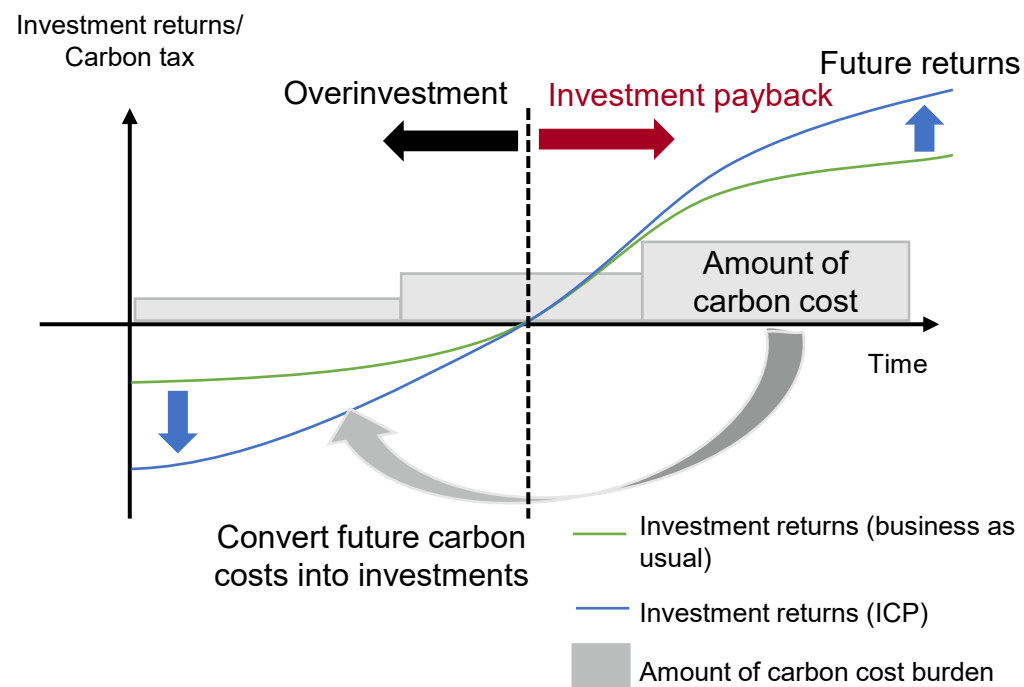 Investment returns/
Carbon tax
Future returns
Overinvestment
Investment payback
Amount of
carbon cost
Time
Convert future carbon
costs into investments
Investment returns (business as
usual)
Investment returns (ICP)
Amount of carbon cost burden